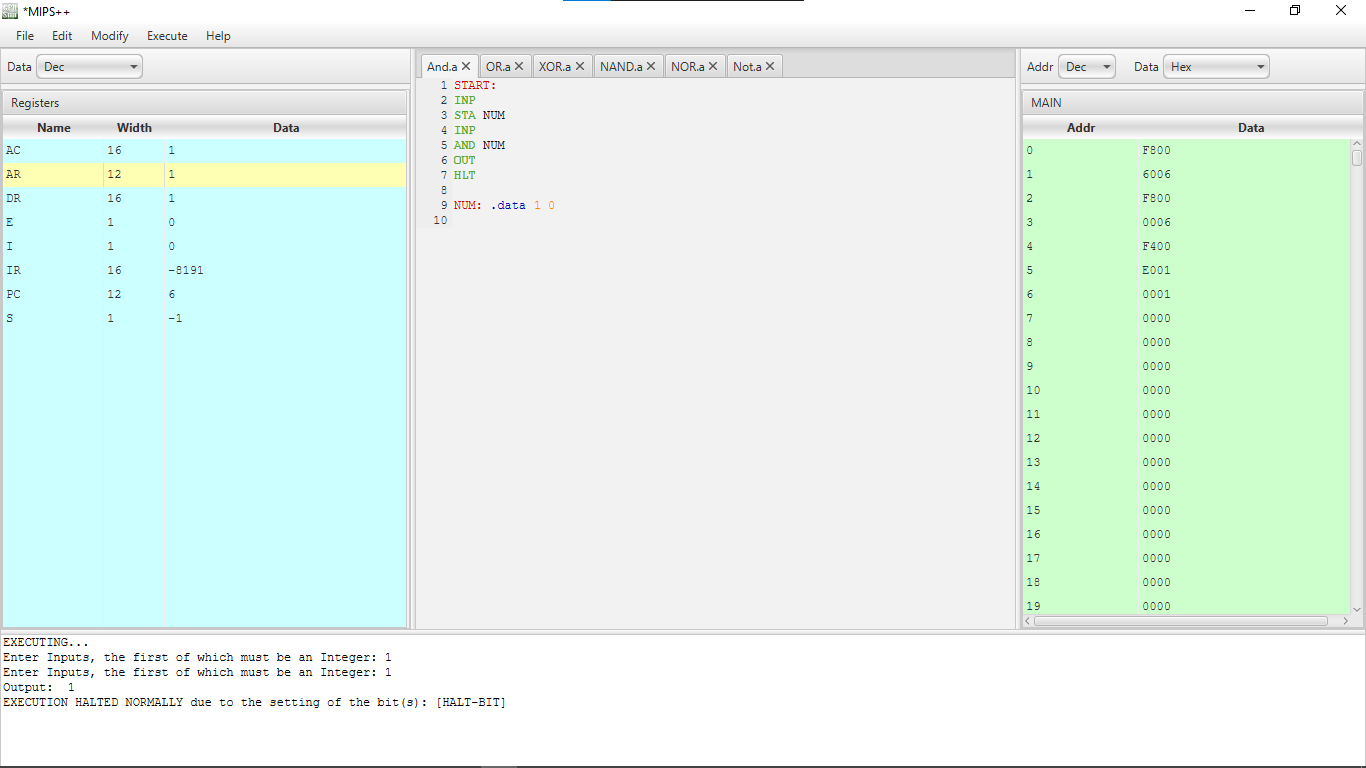 *MIPS++
File Edit Modify Execute Help
Data Dec
Registers
Name Width Data
AC 16 1
AR 12 1
DR 16 1
E 1 0
I 1 0
IR 16 -8191
PC 12 6
S 1 -1
And.a OR.a XOR.a NAND.a NOR.a Not.a
1 START:
2 INP
3 STA NUM
4 INP
5 AND NUM
6 OUT
7 HLT
8
9 NUM: .data 1 0
10
Addr Dec Data Hex
MAIN
Addr Data
0 F800
1 6006
2 F800
3 0006
4 F400
5 E001
6 0001
7 0000
8 0000
9 0000
10 0000
11 0000
12 0000
13 0000
14 0000
15 0000
16 0000
17 0000
18 0000
19 0000
EXECUTING...
Enter Inputs, the first of which must be an Integer: 1
Enter Inputs, the first of which must be an Integer: 1
Output:  1
EXECUTION HALTED NORMALLY due to the setting of the bit(s): [HALT-BIT]